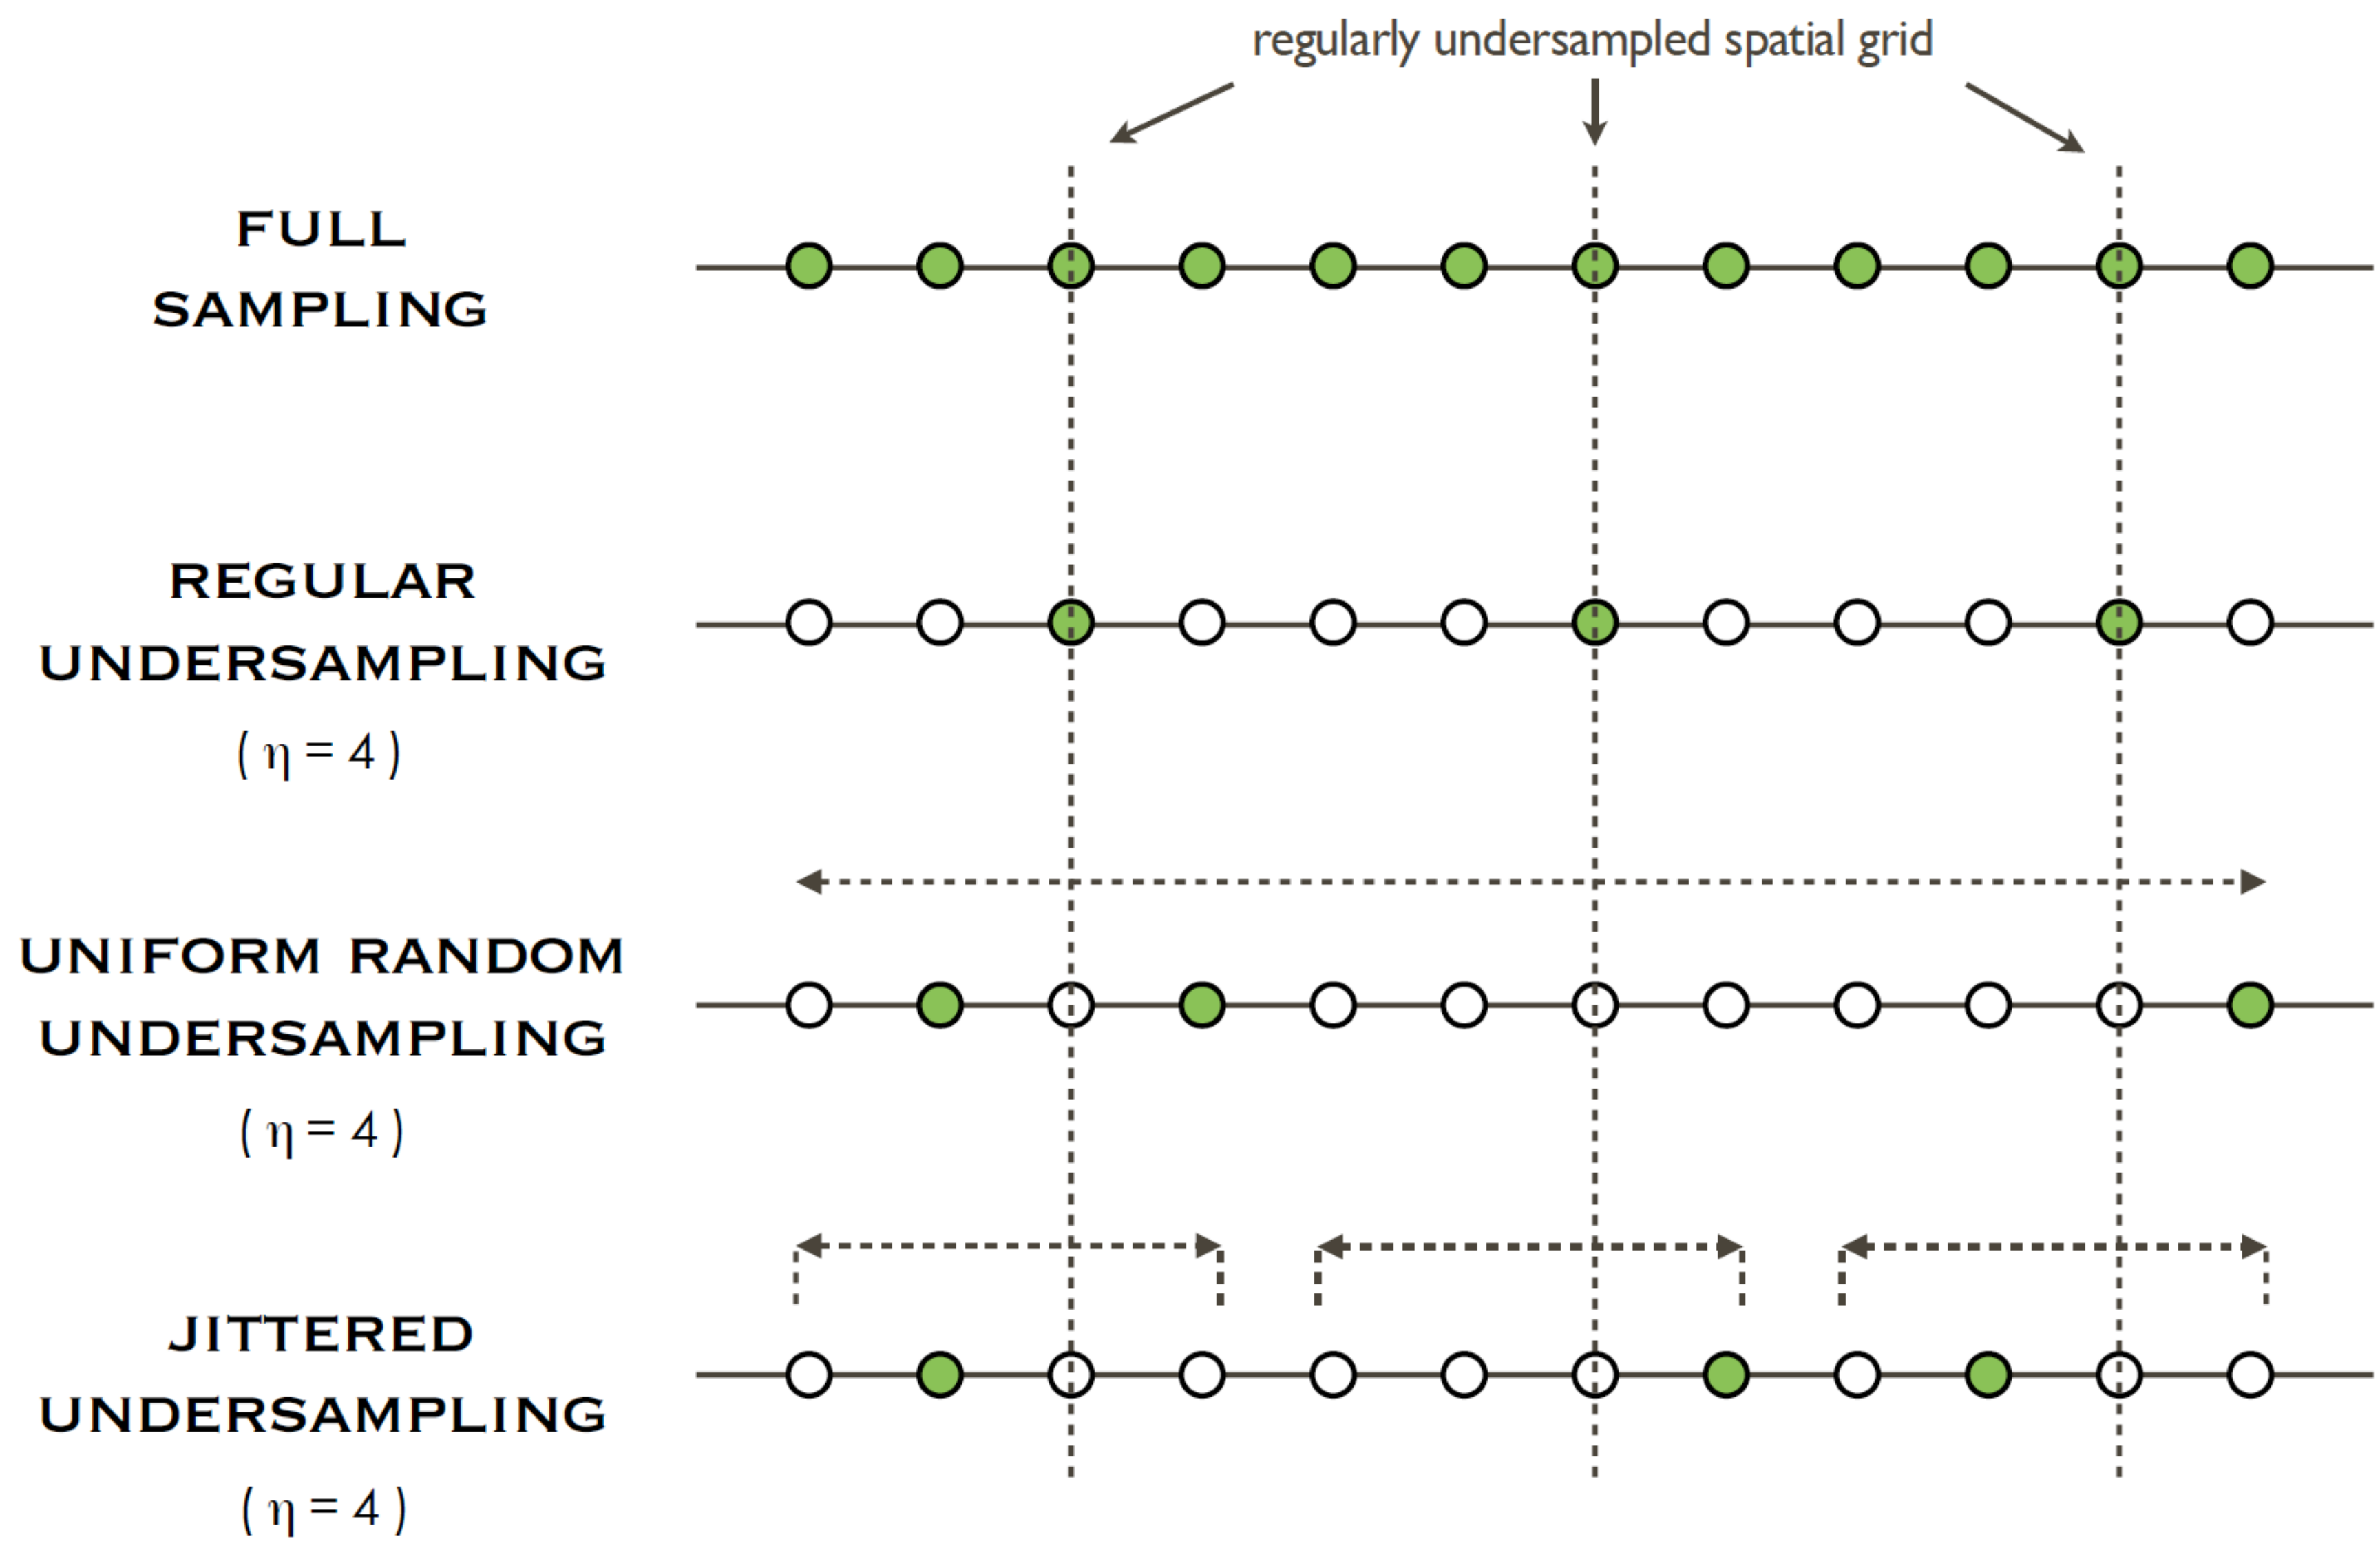 regularly undersampled spatial grid
FULL
SAMPLING
REGULAR
UNDERSAMPLING
( η = 4 )
UNIFORM RANDOM
UNDERSAMPLING
( η = 4 )
JITTERED
UNDERSAMPLING
( η = 4 )